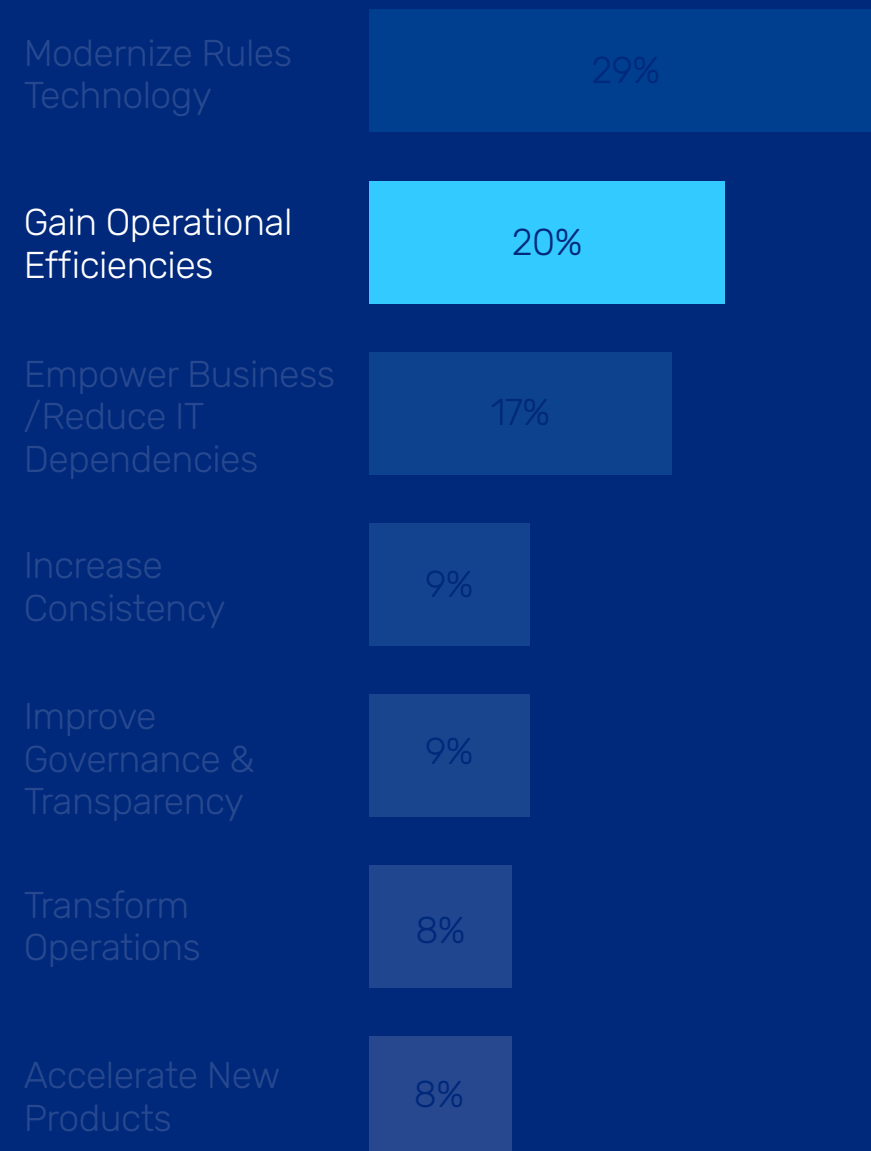 Modernize Rules
Technology
29%
Gain Operational
Efficiencies
20%
Empower Business
/Reduce IT
Dependencies
17%
Increase
Consistency
9%
Improve
Governance &
Transparency
9%
Transform
Operations
8%
Accelerate New
Products
8%